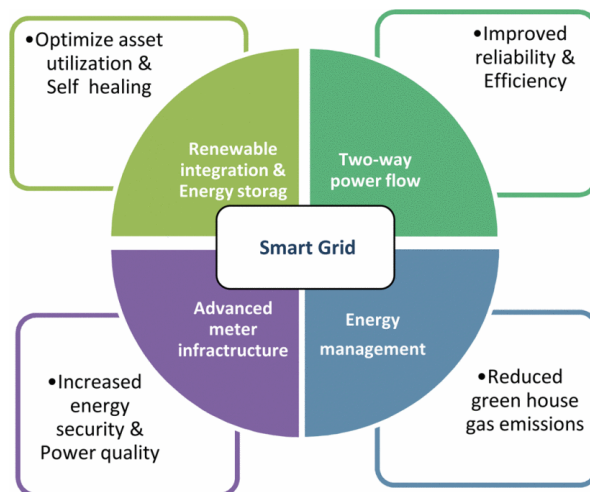 •Optimize asset
utilization &
Self healing
•Improved
reliability &
Efficiency
Renewable
integration &
Energy storag
Two-way
power flow
Smart Grid
Advanced
meter
infractructure
Energy
management
•Increased
energy
security &
Power quality
•Reduced
green house
gas emissions